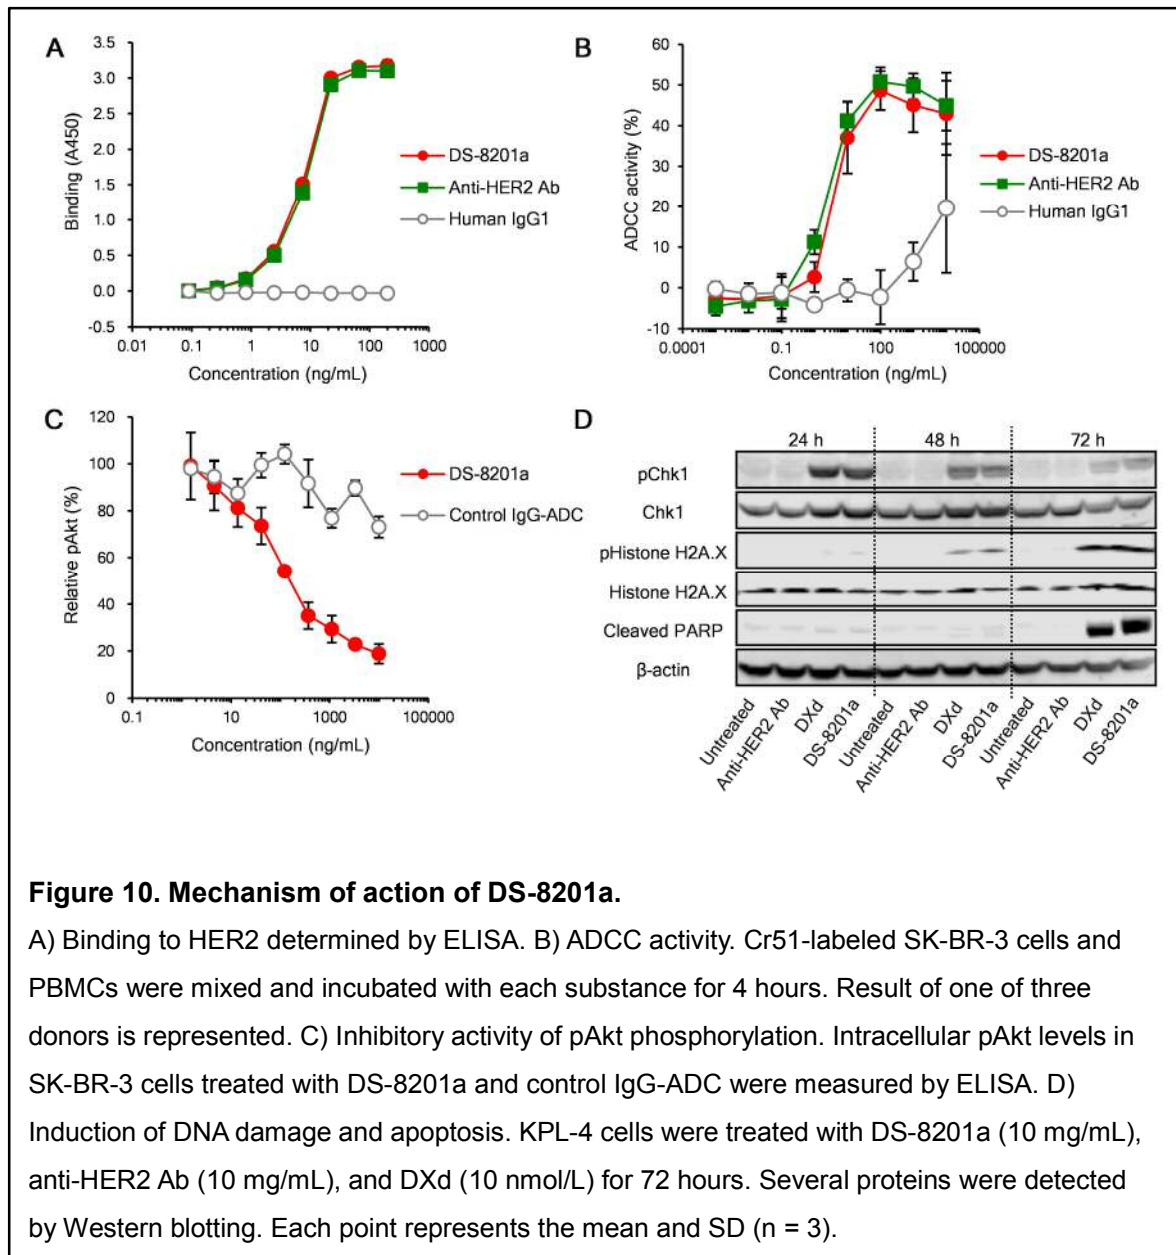 A
3.5
3.0
2.5
2.0
1.5
1.0
0.5
0.0
-0.5
0.01
0.1
1
10
100
1000
Binding (A450)
Concentration (ng/mL)
DS-8201a
Anti-HER2 Ab
Human IgG1
B
60
50
40
30
20
10
0
-10
0.0001
0.1
100
100000
ADCC activity (%)
Concentration (ng/mL)
DS-8201a
Anti-HER2 Ab
Human IgG1
C
120
100
80
60
40
20
0
0.1
10
1000
100000
Relative pAkt (%)
Concentration (ng/mL)
DS-8201a
Control IgG-ADC
D
24 h
48 h
72 h
pChk1
Chk1
pHistone H2A.X
Histone H2A.X
Cleaved PARP
β-actin
Untreated
Anti-HER2 Ab
DXd
DS-8201a
Untreated
Anti-HER2 Ab
DXd
DS-8201a
Untreated
Anti-HER2 Ab
DXd
DS-8201a
Figure 10. Mechanism of action of DS-8201a.
A) Binding to HER2 determined by ELISA. B) ADCC activity. Cr51-labeled SK-BR-3 cells and
PBMCs were mixed and incubated with each substance for 4 hours. Result of one of three
donors is represented. C) Inhibitory activity of pAkt phosphorylation. Intracellular pAkt levels in
SK-BR-3 cells treated with DS-8201a and control IgG-ADC were measured by ELISA. D)
Induction of DNA damage and apoptosis. KPL-4 cells were treated with DS-8201a (10 mg/mL),
anti-HER2 Ab (10 mg/mL), and DXd (10 nmol/L) for 72 hours. Several proteins were detected
by Western blotting. Each point represents the mean and SD (n = 3).